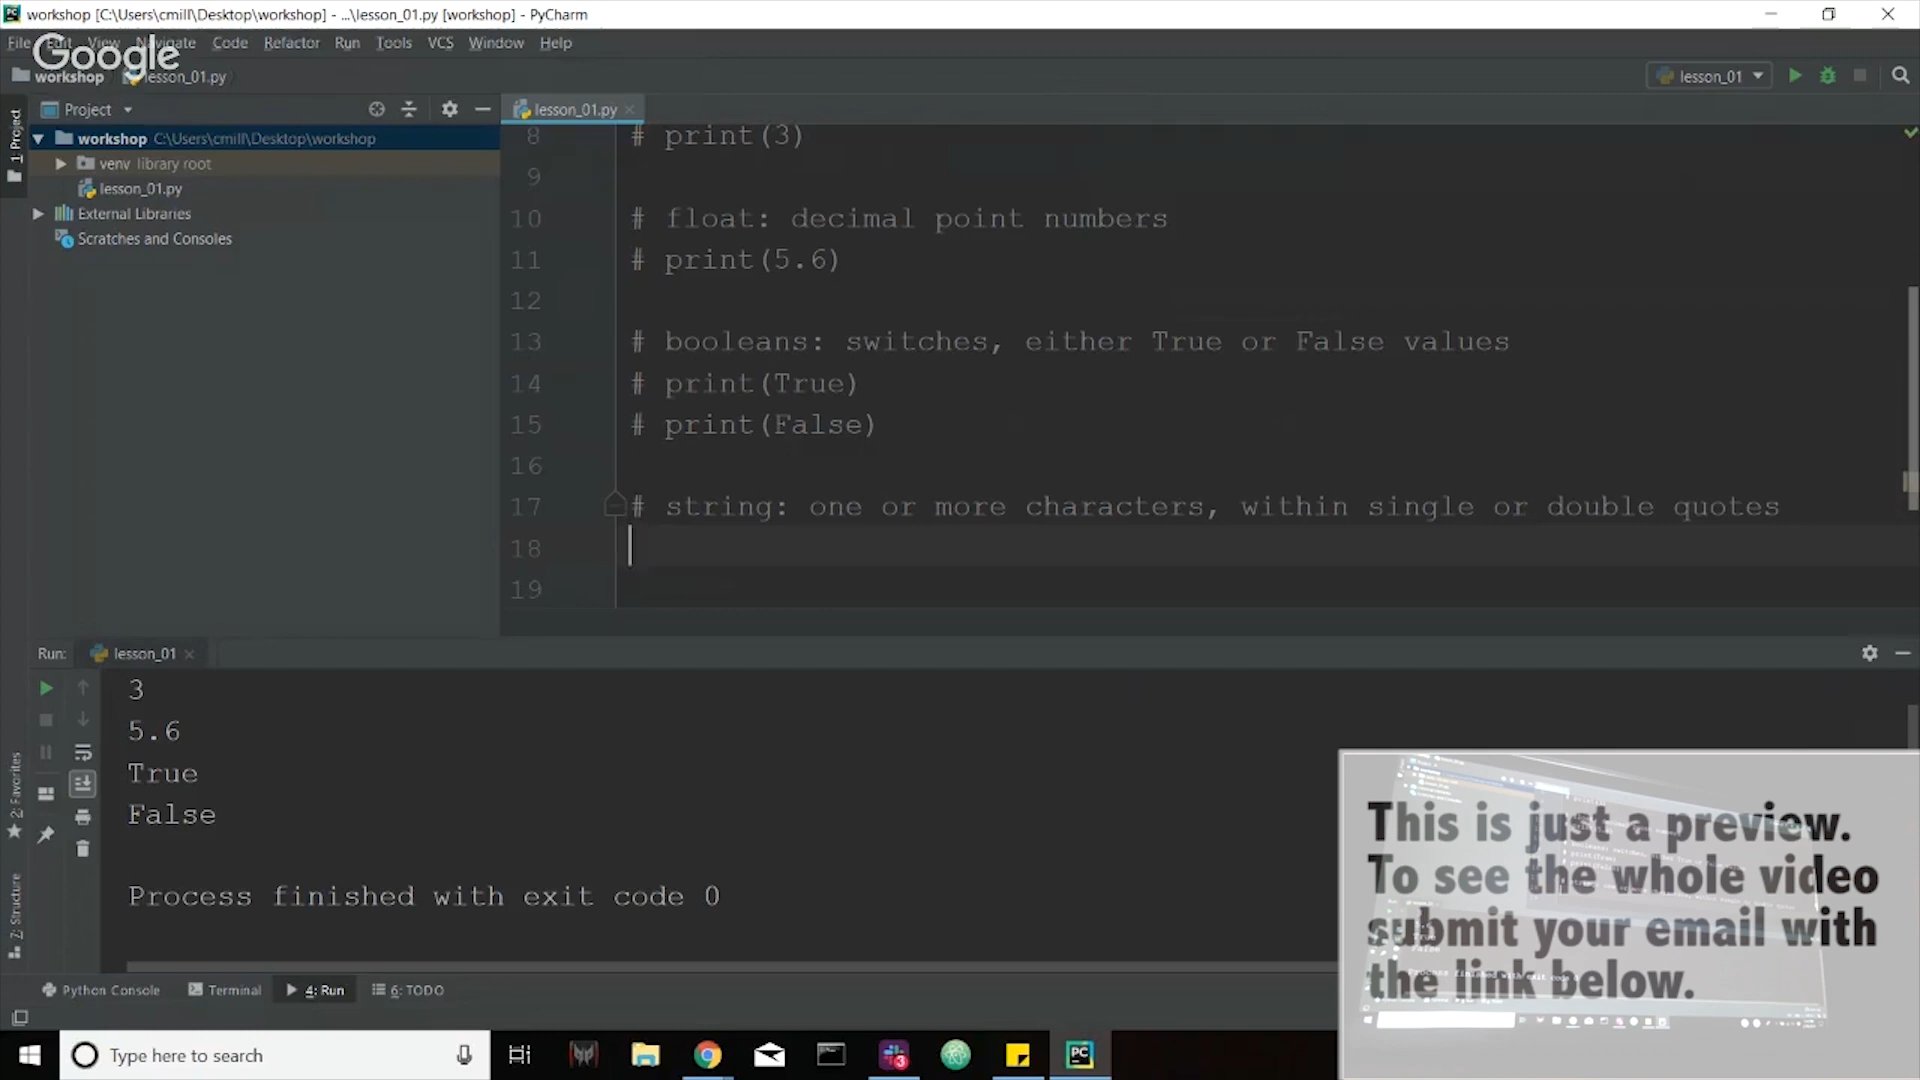 workshop [C:\Users\cmill\Desktop\workshop] - ...\lesson_01.py [workshop] - PyCharm
File Edit View Navigate Code Refactor Run Tools VCS Window Help
Google
workshop lesson_01.py
lesson_01
1: Project
Project
lesson_01.py
workshop C:\Users\cmill\Desktop\workshop
venv library root
lesson_01.py
External Libraries
Scratches and Consoles
8 # print(3)
9
10 # float: decimal point numbers
11 # print(5.6)
12
13 # booleans: switches, either True or False values
14 # print(True)
15 # print(False)
16
17 # string: one or more characters, within single or double quotes
18
19
Run: lesson_01
3
5.6
True
False
Process finished with exit code 0
2: Favorites
7: Structure
This is just a preview.
To see the whole video
submit your email with
the link below.
Python Console Terminal 4: Run 6: TODO
Type here to search
3
PC